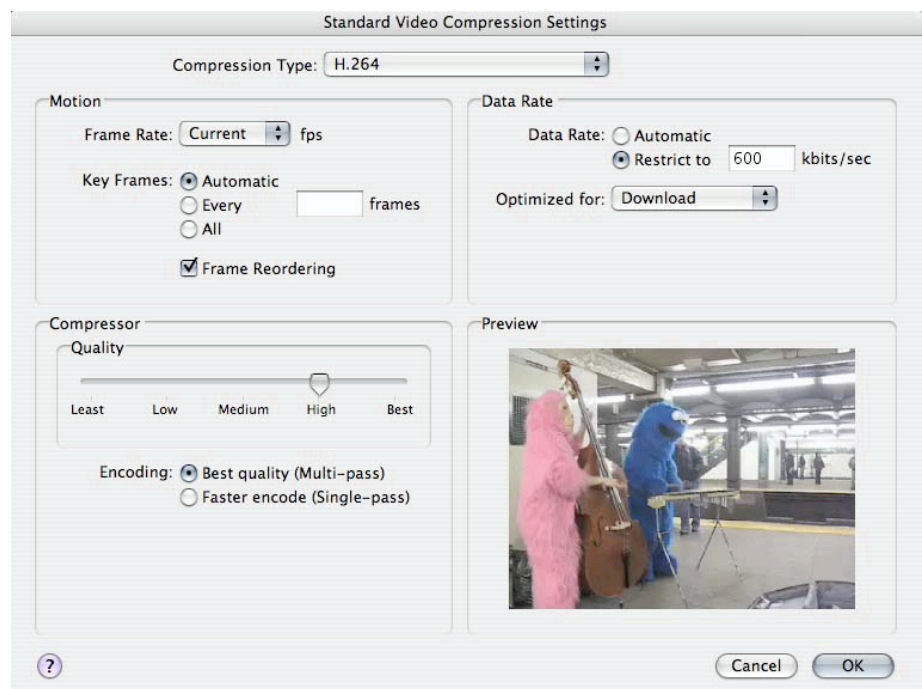 Standard Video Compression Settings
Compression Type: H.264
Motion
Frame Rate: Current fps
Key Frames: Automatic
Every frames
All
Frame Reordering
Data Rate
Data Rate: Automatic
Restrict to 600 kbits/sec
Optimized for: Download
Compressor
Quality
Least Low Medium High Best
Encoding: Best quality (Multi-pass)
Faster encode (Single-pass)
Preview
?
Cancel OK